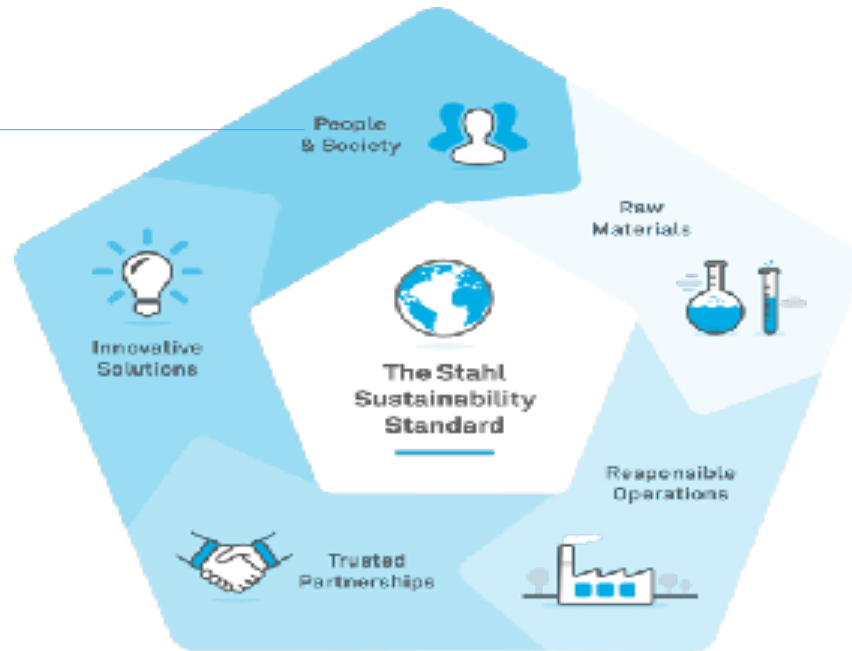 People
& Society
Raw
Materials
Innovative
Solutions
The Stahl
Sustainability
Standard
Responsible
Operations
Trusted
Partnerships